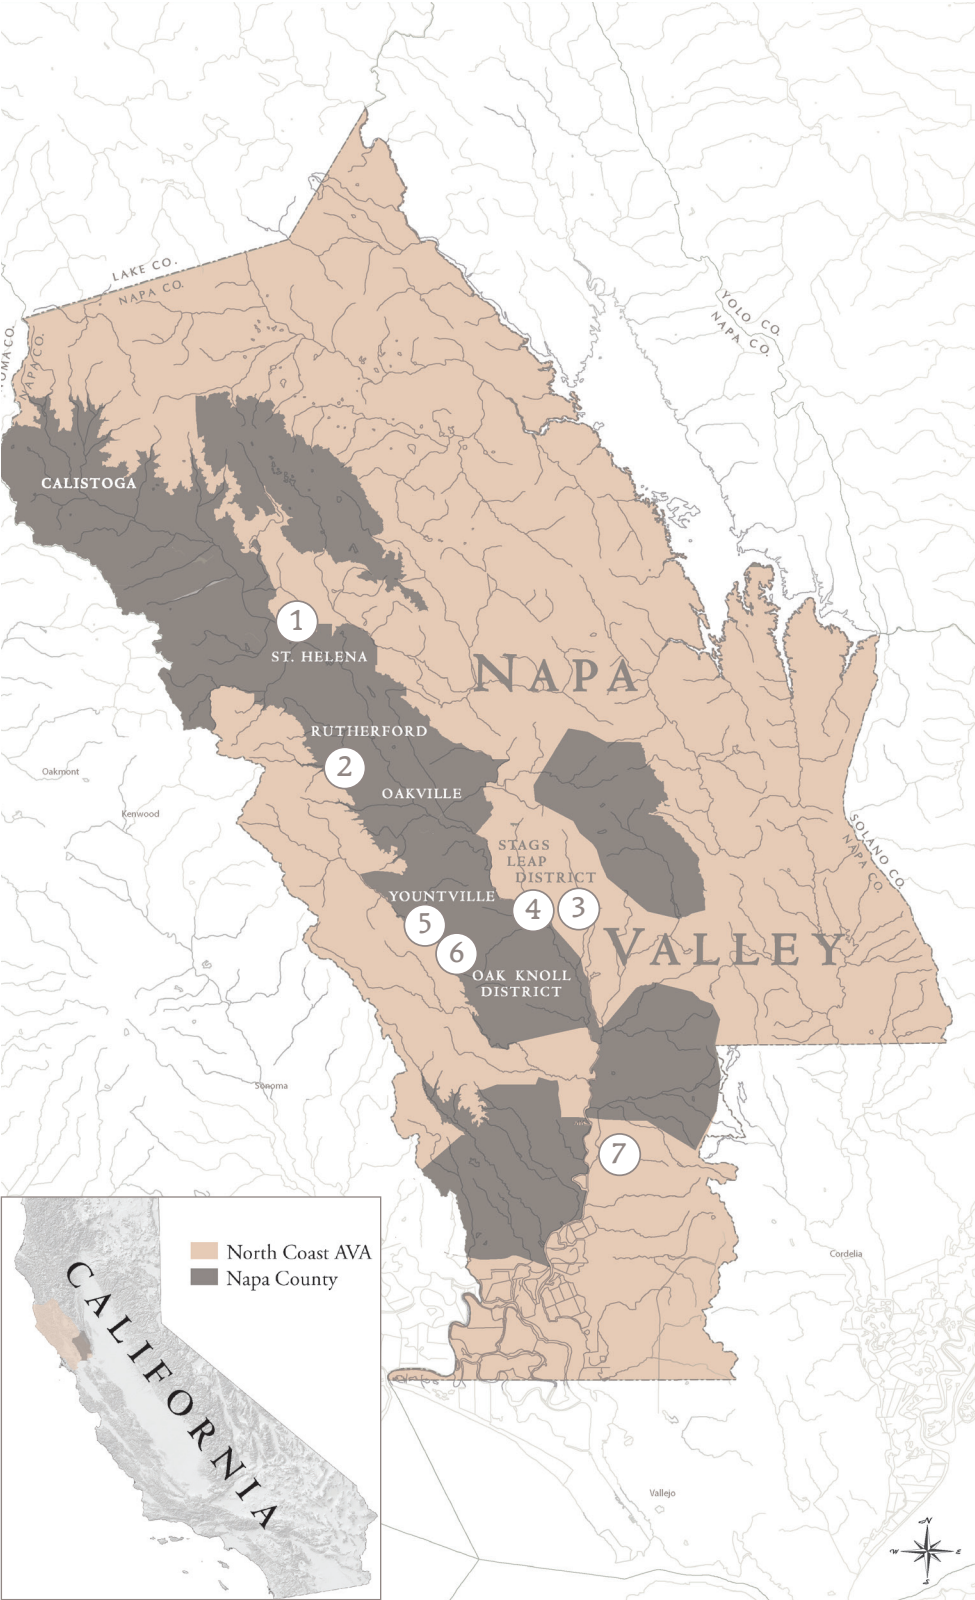 LAKE CO.
NAPA CO.
YOLO CO.
NAPA CO.
OMA CO.
NAPA CO.
CALISTOGA
1
ST. HELENA
NAPA
RUTHERFORD
2
OAKVILLE
Oakmont
Kenwood
SOLANO CO.
NAPA CO.
STAGS
LEAP
DISTRICT
YOUNTVILLE
5
4
3
6
VALLEY
OAK KNOLL
DISTRICT
Sonoma
7
North Coast AVA
Napa County
CALIFORNIA
Cordelia
Vallejo
N
W
E
S